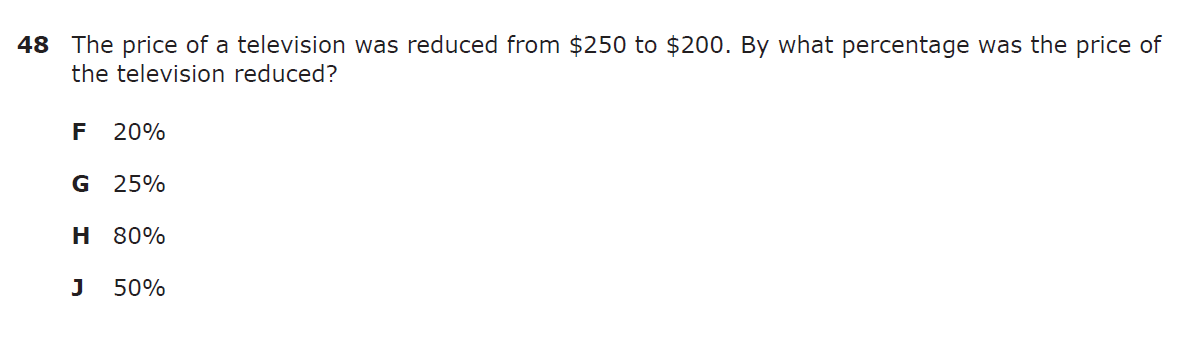 48 The price of a television was reduced from $250 to $200. By what percentage was the price of
the television reduced?
F 20%
G 25%
H 80%
J 50%